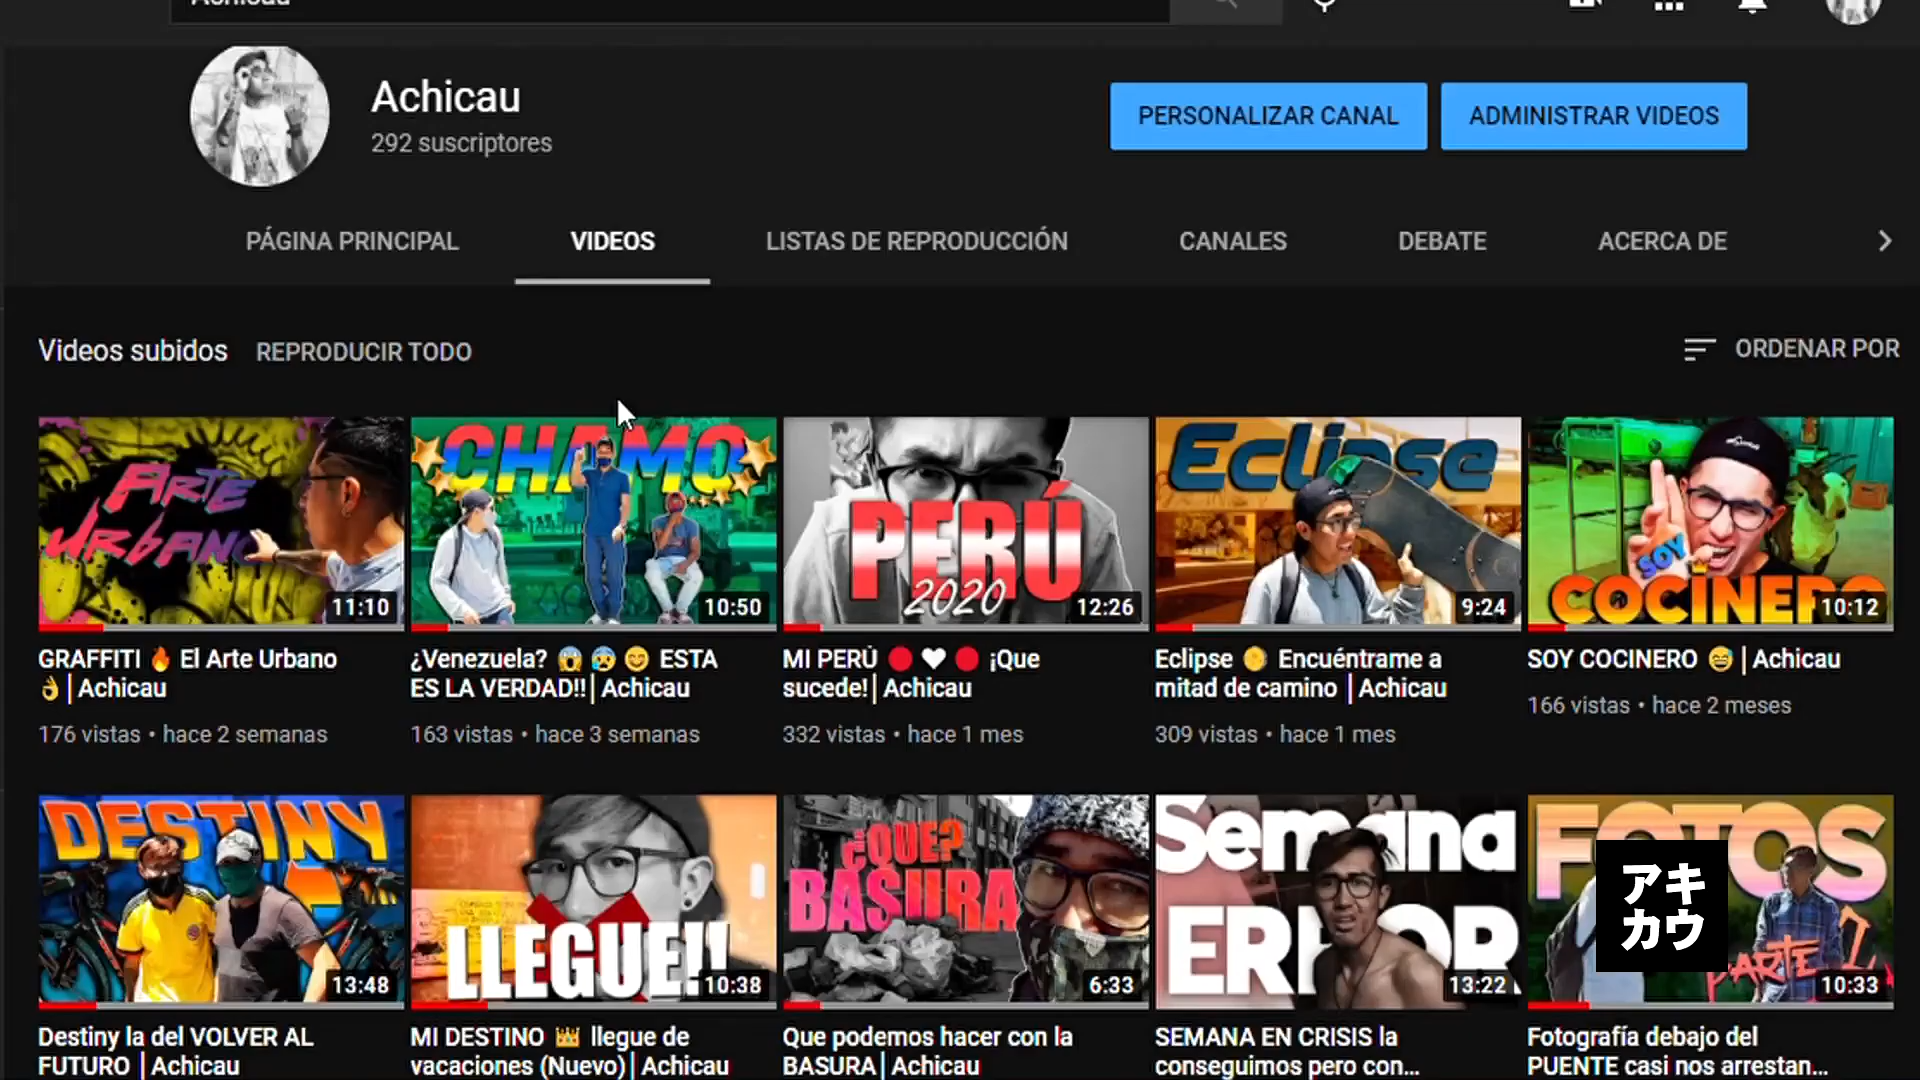 Achicau
292 suscriptores
PERSONALIZAR CANAL
ADMINISTRAR VIDEOS
PÁGINA PRINCIPAL
VIDEOS
LISTAS DE REPRODUCCIÓN
CANALES
DEBATE
ACERCA DE
Videos subidos
REPRODUCIR TODO
ORDENAR POR
ARTE
URBANO
11:10
CHAMO
10:50
PERÚ
2020
12:26
Eclipse
9:24
SOY
COCINERO
10:12
GRAFFITI 🔥 El Arte Urbano
👌 | Achicau
176 vistas • hace 2 semanas
¿Venezuela? 😱 😰 😊 ESTA
ES LA VERDAD!! | Achicau
163 vistas • hace 3 semanas
MI PERÚ 🔴 🤍 🔴 ¡Que
sucede! | Achicau
332 vistas • hace 1 mes
Eclipse 🌕 Encuéntrame a
mitad de camino | Achicau
309 vistas • hace 1 mes
SOY COCINERO 😅 | Achicau
166 vistas • hace 2 meses
DESTINY
13:48
LLEGUE!!
10:38
¿QUE?
BASURA
6:33
Semana
ERROR
13:22
FOTOS
PARTE 1
10:33
アキ
カウ
Destiny la del VOLVER AL
FUTURO | Achicau
MI DESTINO 👑 llegue de
vacaciones (Nuevo) | Achicau
Que podemos hacer con la
BASURA | Achicau
SEMANA EN CRISIS la
conseguimos pero con...
Fotografía debajo del
PUENTE casi nos arrestan...